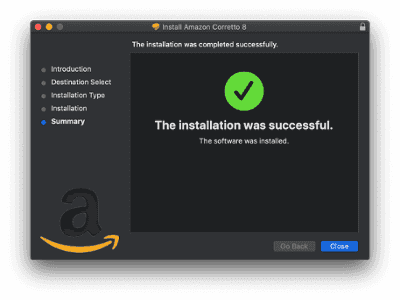 Install Amazon Corretto 8
The installation was completed successfully.
Introduction
Destination Select
Installation Type
Installation
Summary
The installation was successful.
The software was installed.
a
Go Back
Close